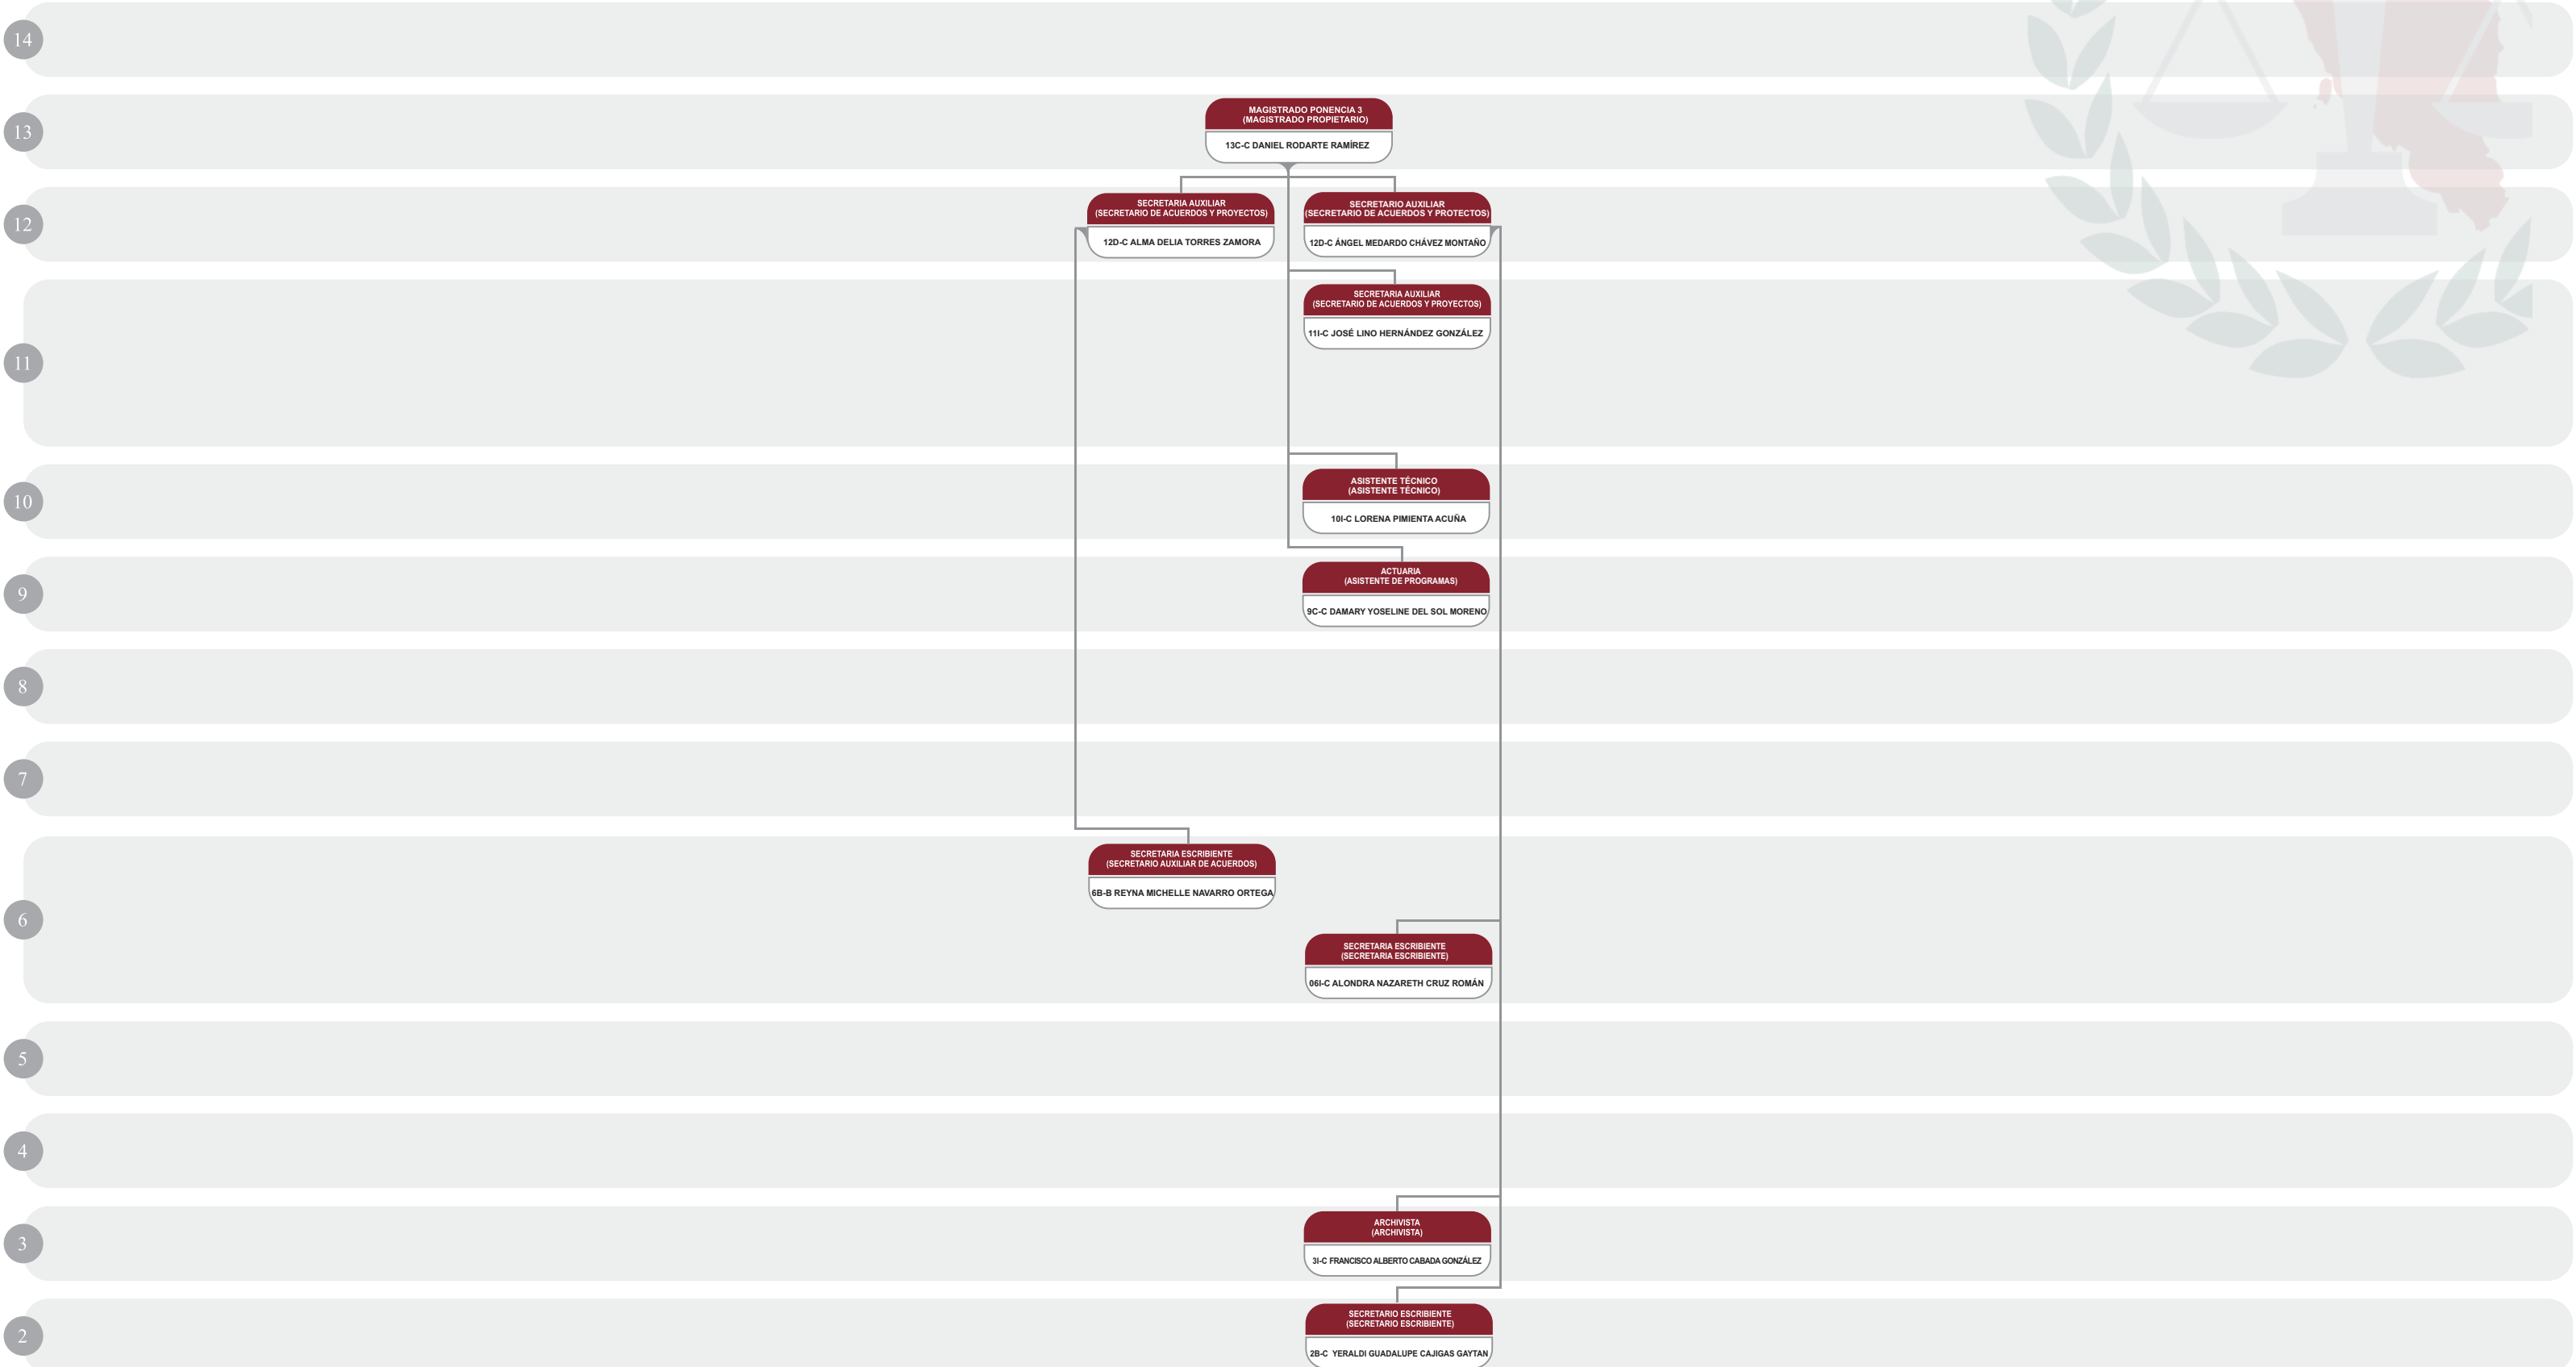 14
13
MAGISTRADO PONENCIA 3
(MAGISTRADO PROPIETARIO)
13C-C DANIEL RODARTE RAMÍREZ
12
SECRETARIA AUXILIAR
(SECRETARIO DE ACUERDOS Y PROYECTOS)
12D-C ALMA DELIA TORRES ZAMORA
SECRETARIO AUXILIAR
(SECRETARIO DE ACUERDOS Y PROTECTOS)
12D-C ÁNGEL MEDARDO CHÁVEZ MONTAÑO
11
SECRETARIA AUXILIAR
(SECRETARIO DE ACUERDOS Y PROYECTOS)
11I-C JOSÉ LINO HERNÁNDEZ GONZÁLEZ
10
ASISTENTE TÉCNICO
(ASISTENTE TÉCNICO)
10I-C LORENA PIMIENTA ACUÑA
9
ACTUARIA
(ASISTENTE DE PROGRAMAS)
9C-C DAMARY YOSELINE DEL SOL MORENO
8
7
6
SECRETARIA ESCRIBIENTE
(SECRETARIO AUXILIAR DE ACUERDOS)
6B-B REYNA MICHELLE NAVARRO ORTEGA
SECRETARIA ESCRIBIENTE
(SECRETARIA ESCRIBIENTE)
06I-C ALONDRA NAZARETH CRUZ ROMÁN
5
4
3
ARCHIVISTA
(ARCHIVISTA)
3I-C FRANCISCO ALBERTO CABADA GONZÁLEZ
2
SECRETARIO ESCRIBIENTE
(SECRETARIO ESCRIBIENTE)
2B-C YERALDI GUADALUPE CAJIGAS GAYTAN